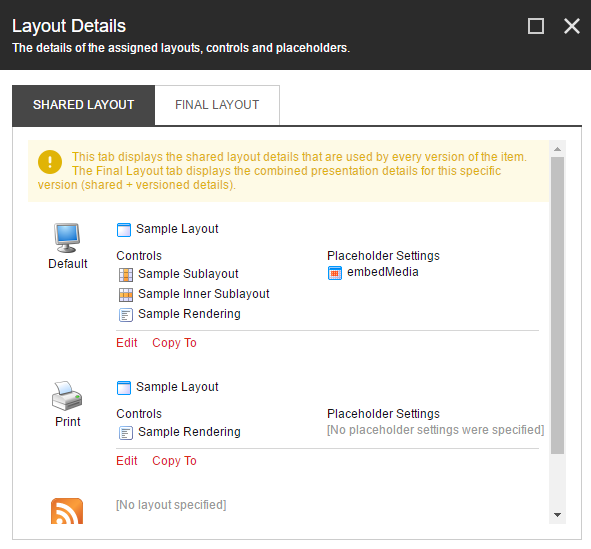 Layout Details
The details of the assigned layouts, controls and placeholders.
SHARED LAYOUT
FINAL LAYOUT
This tab displays the shared layout details that are used by every version of the item.
The Final Layout tab displays the combined presentation details for this specific
version (shared + versioned details).
Default
Sample Layout
Controls
Sample Sublayout
Sample Inner Sublayout
Sample Rendering
Placeholder Settings
embedMedia
Edit
Copy To
Print
Sample Layout
Controls
Sample Rendering
Placeholder Settings
[No placeholder settings were specified]
Edit
Copy To
[No layout specified]